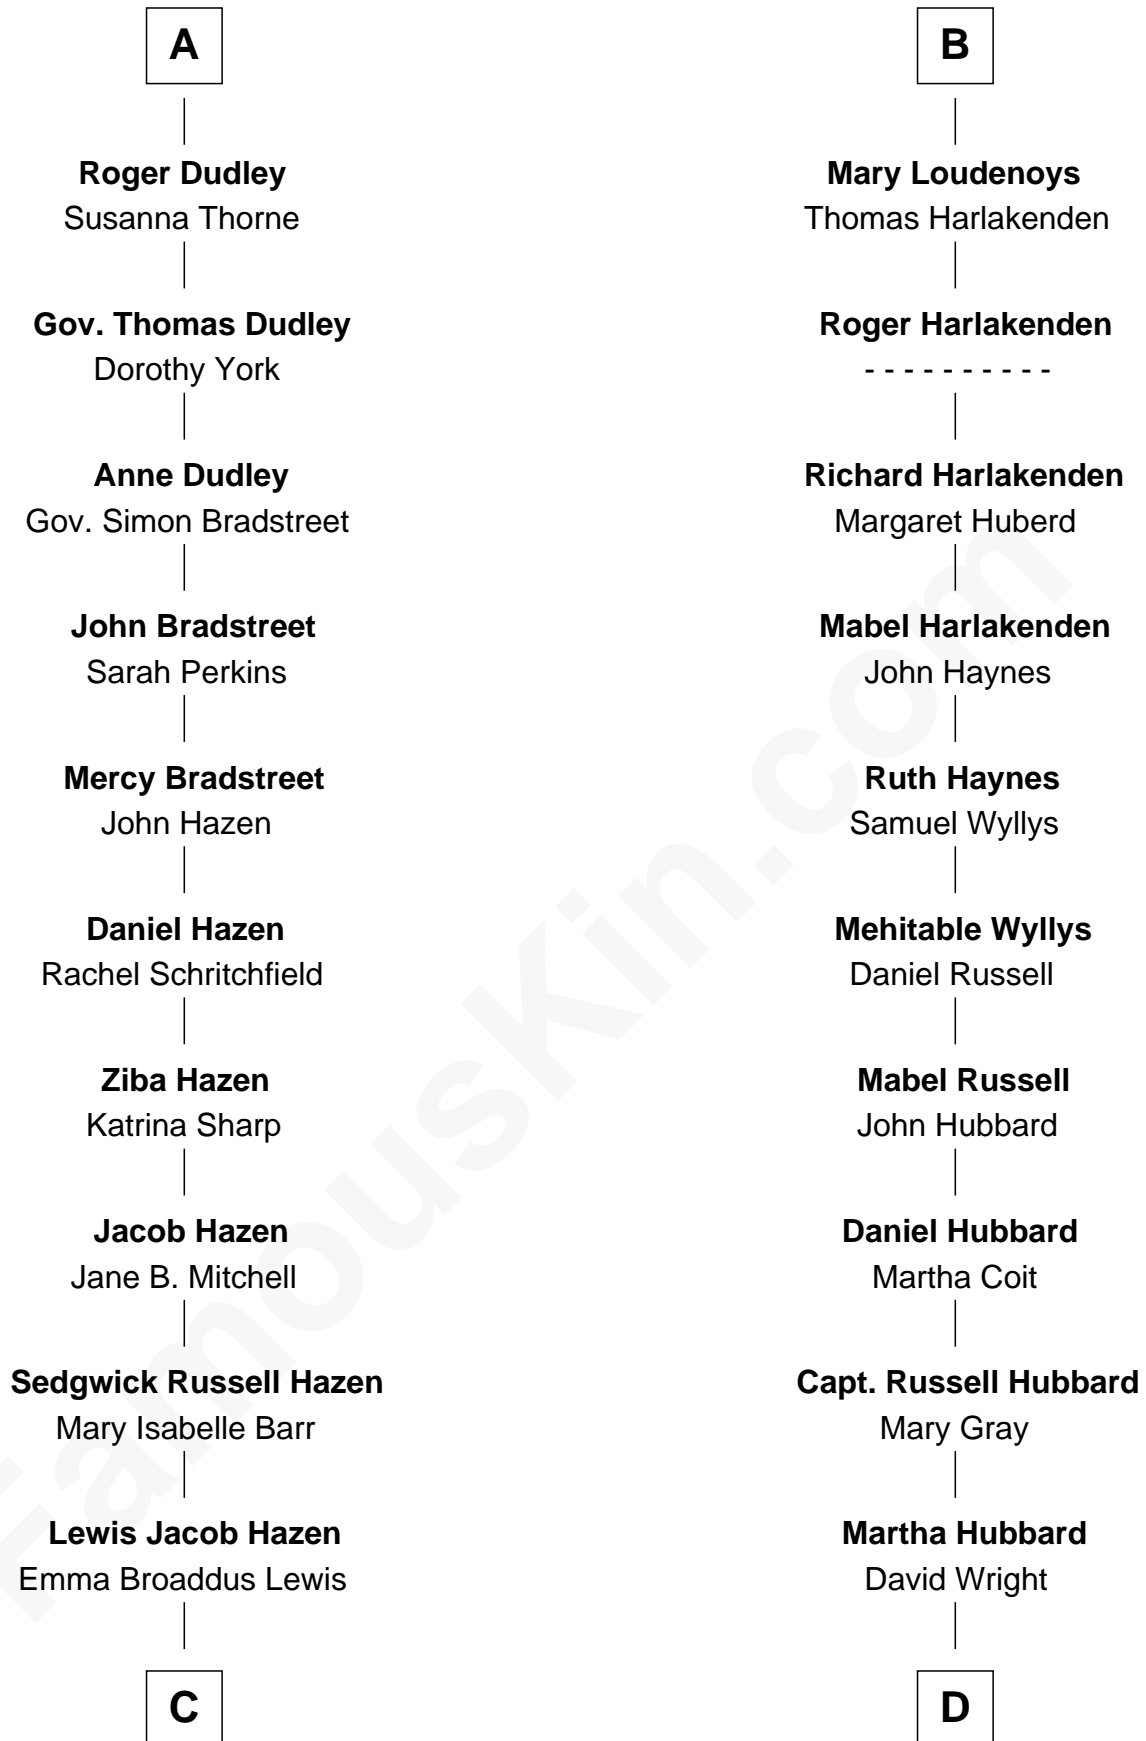 A
Roger Dudley
Susanna Thorne
Gov. Thomas Dudley
Dorothy York
Anne Dudley
Gov. Simon Bradstreet
John Bradstreet
Sarah Perkins
Mercy Bradstreet
John Hazen
Daniel Hazen
Rachel Schritchfield
Ziba Hazen
Katrina Sharp
Jacob Hazen
Jane B. Mitchell
Sedgwick Russell Hazen
Mary Isabelle Barr
Lewis Jacob Hazen
Emma Broaddus Lewis
C
B
Mary Loudenoys
Thomas Harlakenden
Roger Harlakenden
- - - - - - - - - -
Richard Harlakenden
Margaret Huberd
Mabel Harlakenden
John Haynes
Ruth Haynes
Samuel Wyllys
Mehitable Wyllys
Daniel Russell
Mabel Russell
John Hubbard
Daniel Hubbard
Martha Coit
Capt. Russell Hubbard
Mary Gray
Martha Hubbard
David Wright
D
FamousKin.com